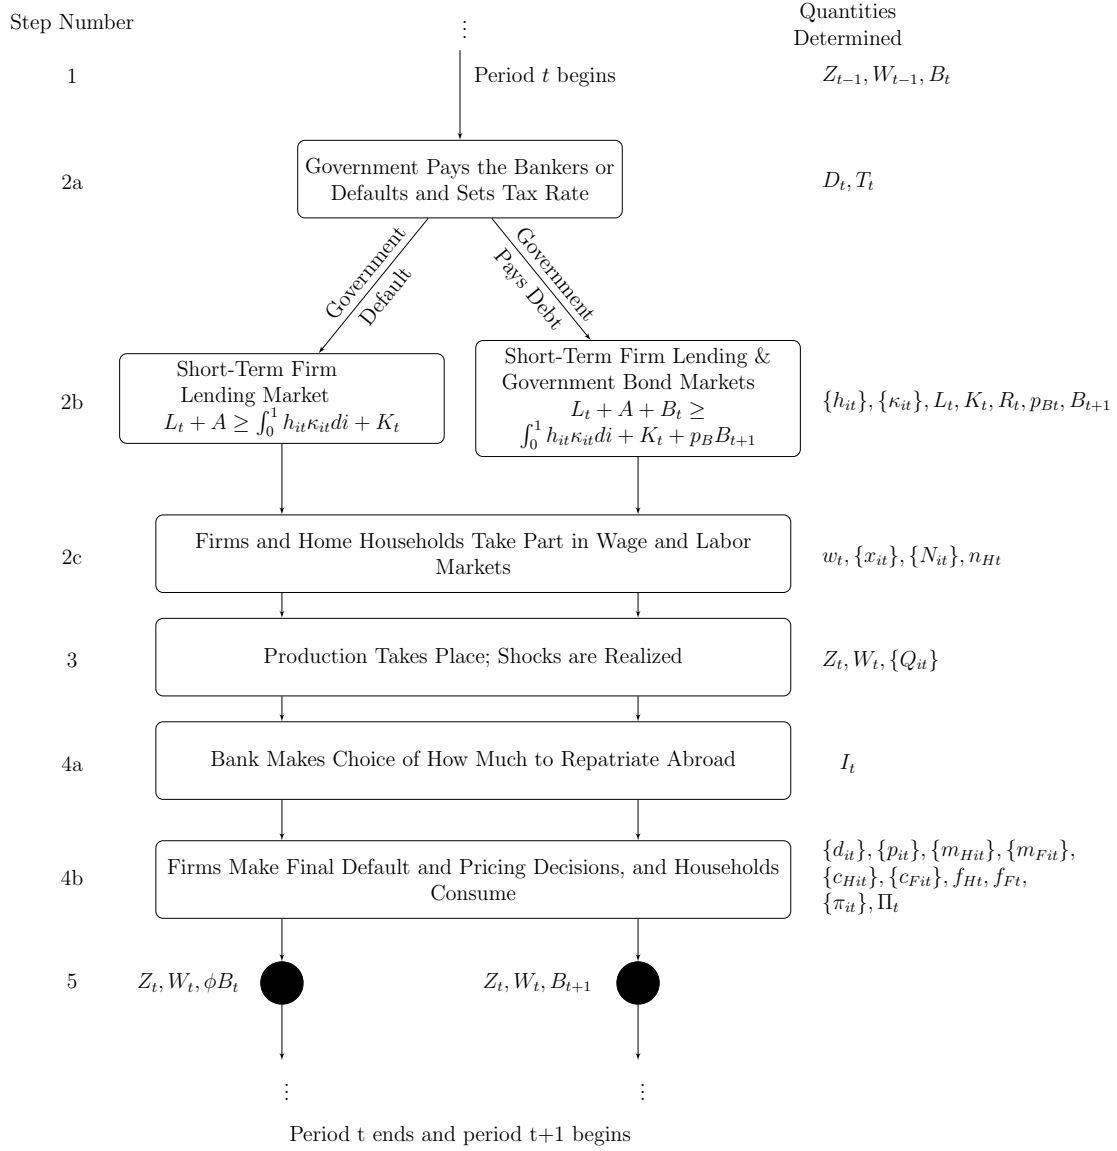 Step Number
⋮
Quantities
Determined
1
Period t begins
Z_{t−1}, W_{t−1}, B_t
2a
Government Pays the Bankers or
Defaults and Sets Tax Rate
D_t, T_t
Government
Default
Government
Pays Debt
2b
Short-Term Firm
Lending Market
L_t + A ≥ ∫_0^1 h_{it}κ_{it}di + K_t
Short-Term Firm Lending &
Government Bond Markets
L_t + A + B_t ≥
∫_0^1 h_{it}κ_{it}di + K_t + p_B B_{t+1}
{h_{it}}, {κ_{it}}, L_t, K_t, R_t, p_{Bt}, B_{t+1}
2c
Firms and Home Households Take Part in Wage and Labor
Markets
w_t, {x_{it}}, {N_{it}}, n_{Ht}
3
Production Takes Place; Shocks are Realized
Z_t, W_t, {Q_{it}}
4a
Bank Makes Choice of How Much to Repatriate Abroad
I_t
4b
Firms Make Final Default and Pricing Decisions, and Households
Consume
{d_{it}}, {p_{it}}, {m_{Hit}}, {m_{Fit}},
{c_{Hit}}, {c_{Fit}}, f_{Ht}, f_{Ft},
{π_{it}}, Π_t
5
Z_t, W_t, ϕB_t
Z_t, W_t, B_{t+1}
⋮
⋮
Period t ends and period t+1 begins